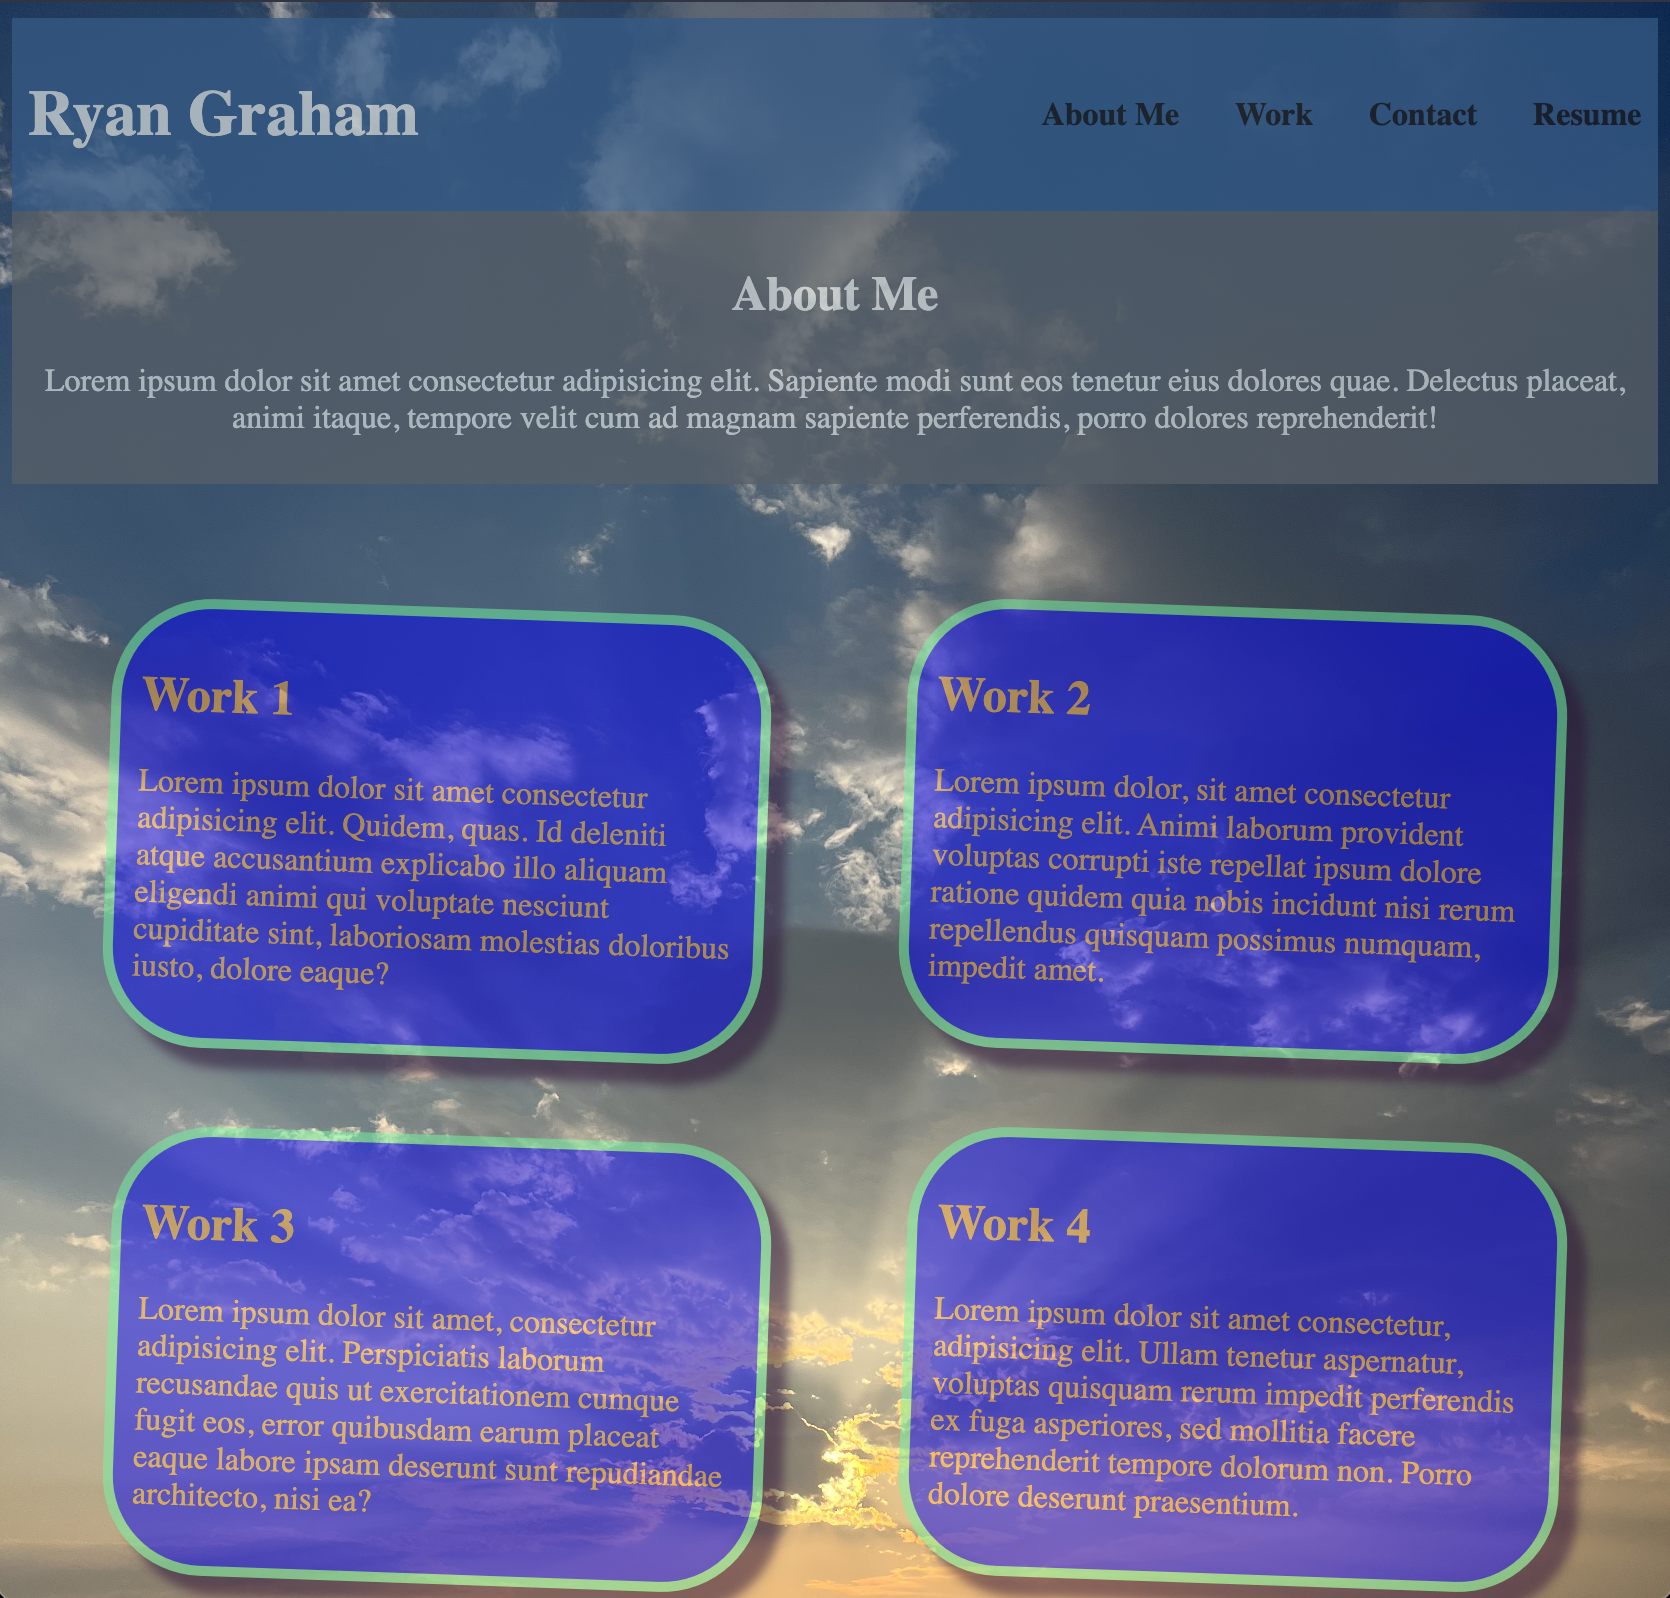 Ryan Graham
About Me Work Contact Resume
About Me
Lorem ipsum dolor sit amet consectetur adipisicing elit. Sapiente modi sunt eos tenetur eius dolores quae. Delectus placeat,
animi itaque, tempore velit cum ad magnam sapiente perferendis, porro dolores reprehenderit!
Work 1
Lorem ipsum dolor sit amet consectetur
adipisicing elit. Quidem, quas. Id deleniti
atque accusantium explicabo illo aliquam
eligendi animi qui voluptate nesciunt
cupiditate sint, laboriosam molestias doloribus
iusto, dolore eaque?
Work 2
Lorem ipsum dolor, sit amet consectetur
adipisicing elit. Animi laborum provident
voluptas corrupti iste repellat ipsum dolore
ratione quidem quia nobis incidunt nisi rerum
repellendus quisquam possimus numquam,
impedit amet.
Work 3
Lorem ipsum dolor sit amet, consectetur
adipisicing elit. Perspiciatis laborum
recusandae quis ut exercitationem cumque
fugit eos, error quibusdam earum placeat
eaque labore ipsam deserunt sunt repudiandae
architecto, nisi ea?
Work 4
Lorem ipsum dolor sit amet consectetur,
adipisicing elit. Ullam tenetur aspernatur,
voluptas quisquam rerum impedit perferendis
ex fuga asperiores, sed mollitia facere
reprehenderit tempore dolorum non. Porro
dolore deserunt praesentium.